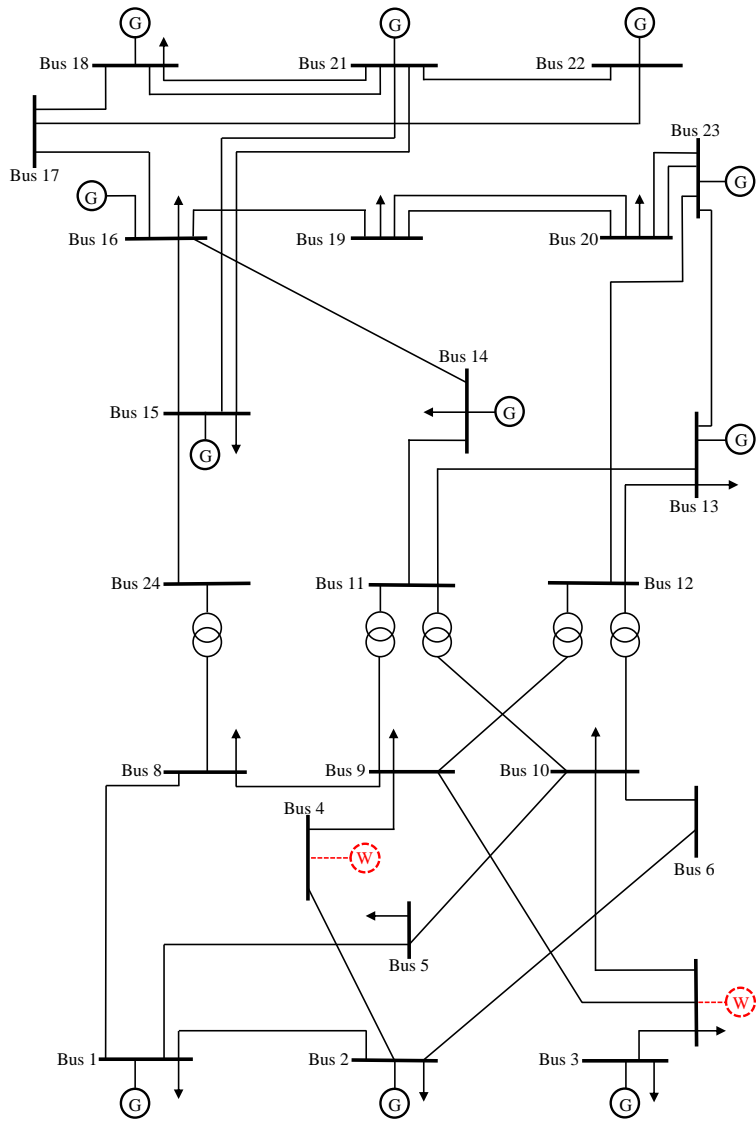 G
G
G
Bus 18
Bus 21
Bus 22
Bus 23
Bus 17
G
G
Bus 16
Bus 19
Bus 20
Bus 14
Bus 15
G
G
G
Bus 13
Bus 24
Bus 11
Bus 12
Bus 8
Bus 9
Bus 10
Bus 4
W
Bus 6
Bus 5
W
Bus 1
Bus 2
Bus 3
G
G
G